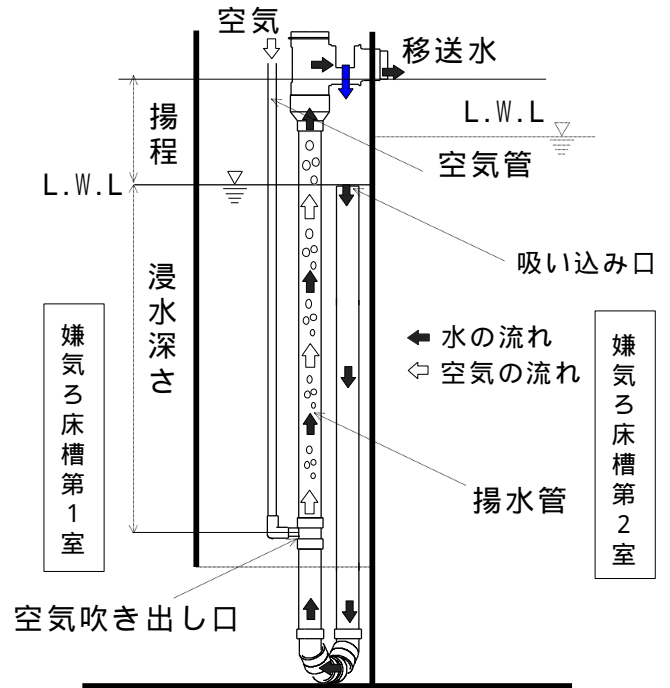 空気
移送水
L.W.L
揚程
空気管
L.W.L
吸い込み口
浸水深さ
水の流れ
空気の流れ
嫌気ろ床槽第1室
嫌気ろ床槽第2室
揚水管
空気吹き出し口